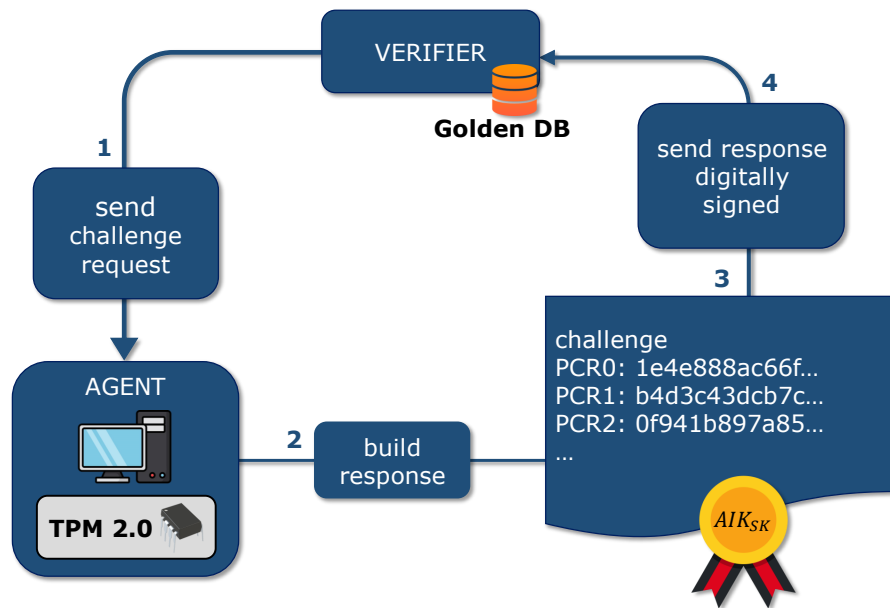 VERIFIER
Golden DB
1
send
challenge
request
AGENT
TPM 2.0
2
build
response
challenge
PCR0: 1e4e888ac66f...
PCR1: b4d3c43dcb7c...
PCR2: 0f941b897a85...
...
AIK_SK
3
send response
digitally
signed
4